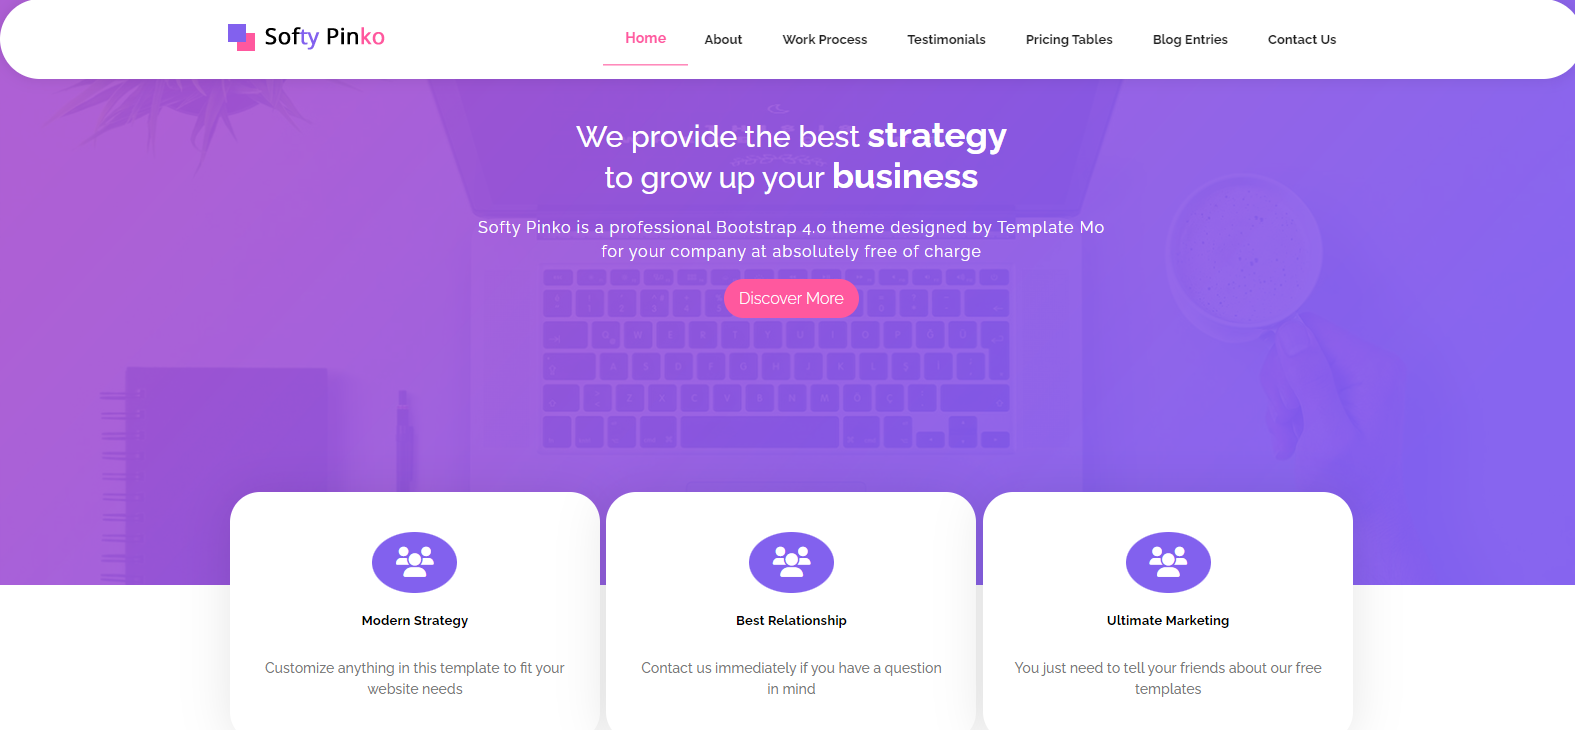 Softy Pinko
Home
About
Work Process
Testimonials
Pricing Tables
Blog Entries
Contact Us
We provide the best strategy
to grow up your business
Softy Pinko is a professional Bootstrap 4.0 theme designed by Template Mo
for your company at absolutely free of charge
Discover More
Modern Strategy
Customize anything in this template to fit your
website needs
Best Relationship
Contact us immediately if you have a question
in mind
Ultimate Marketing
You just need to tell your friends about our free
templates